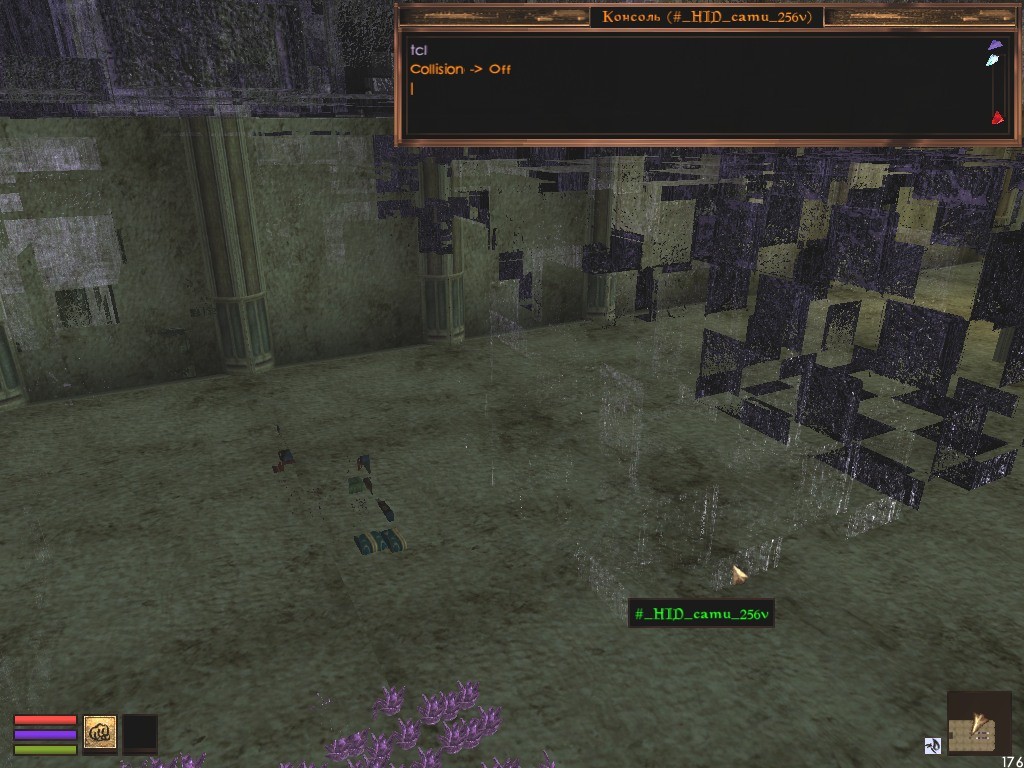 Консоль (#_HID_camu_256v)
tcl
Collision -> Off
#_HID_camu_256v
176